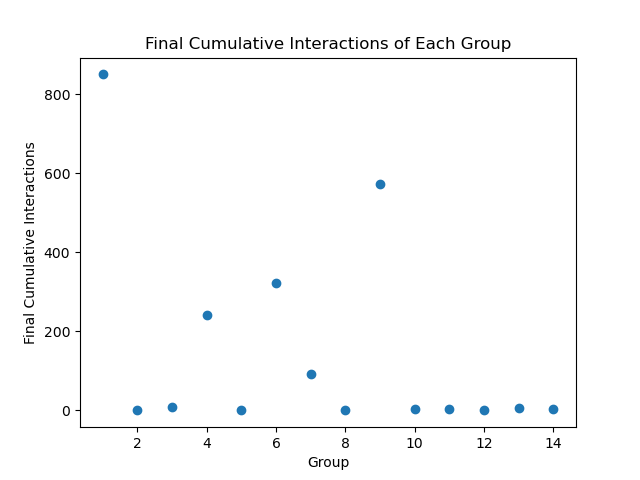 Final Cumulative Interactions of Each Group
Final Cumulative Interactions
800
600
400
200
0
2 4 6 8 10 12 14
Group